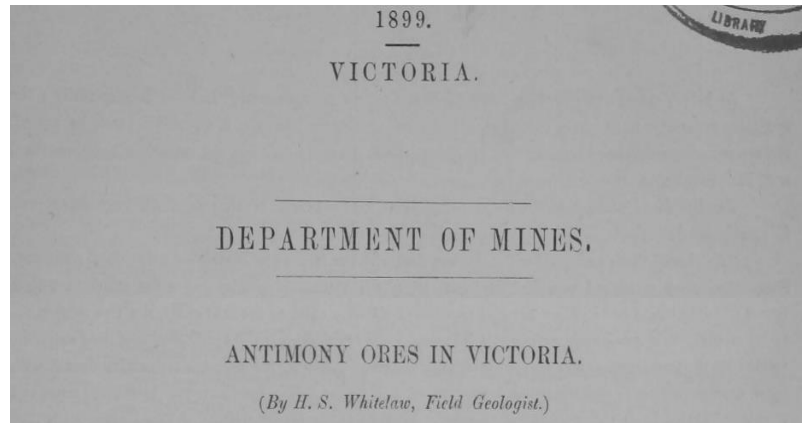 1899.
LIBRARY
VICTORIA.
DEPARTMENT OF MINES.
ANTIMONY ORES IN VICTORIA.
(By H. S. Whitelaw, Field Geologist.)